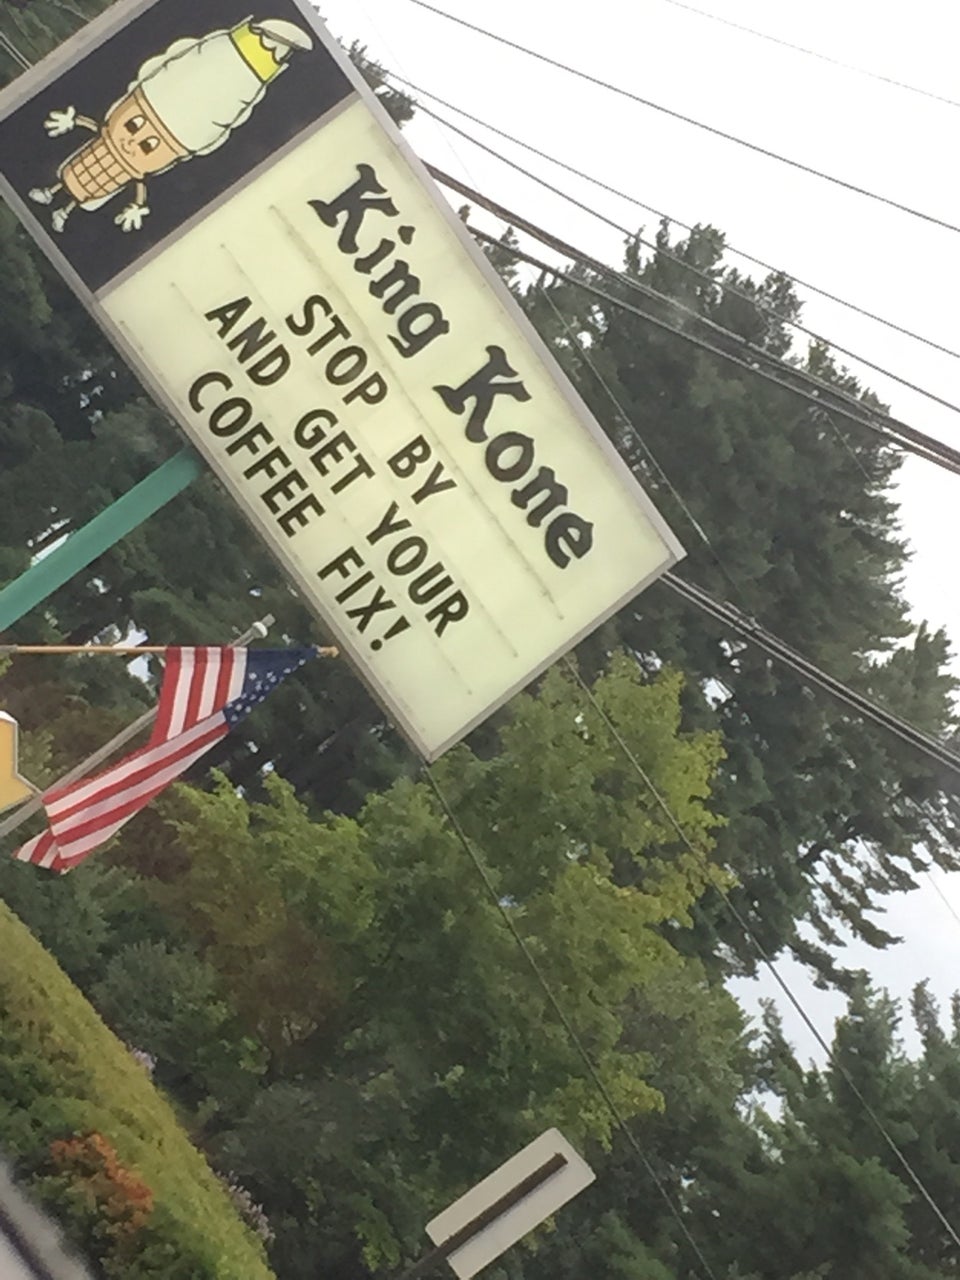 King Kone
STOP BY
AND GET YOUR
COFFEE FIX!